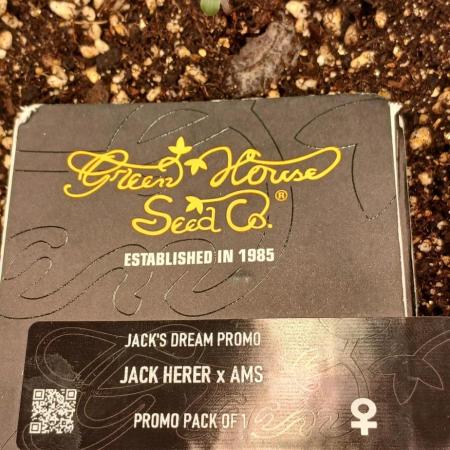 Green House
Seed Co.®
ESTABLISHED IN 1985
JACK'S DREAM PROMO
JACK HERER x AMS
PROMO PACK OF 1